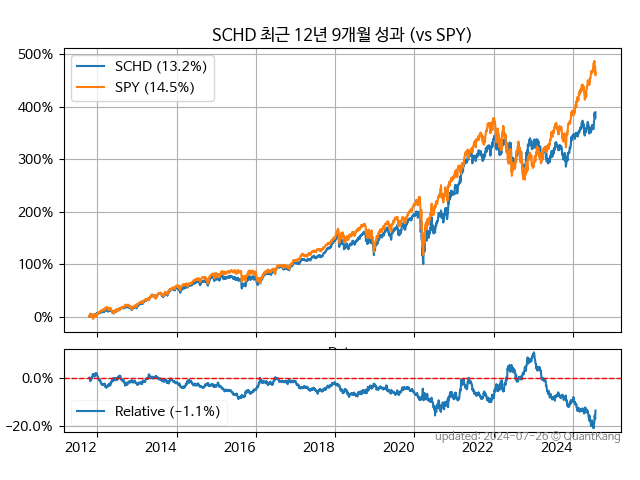 SCHD 최근 12년 9개월 성과 (vs SPY)
500%
400%
300%
200%
100%
0%
SCHD (13.2%)
SPY (14.5%)
0.0%
−20.0%
Relative (−1.1%)
2012 2014 2016 2018 2020 2022 2024
updated: 2024-07-26 © QuantKang